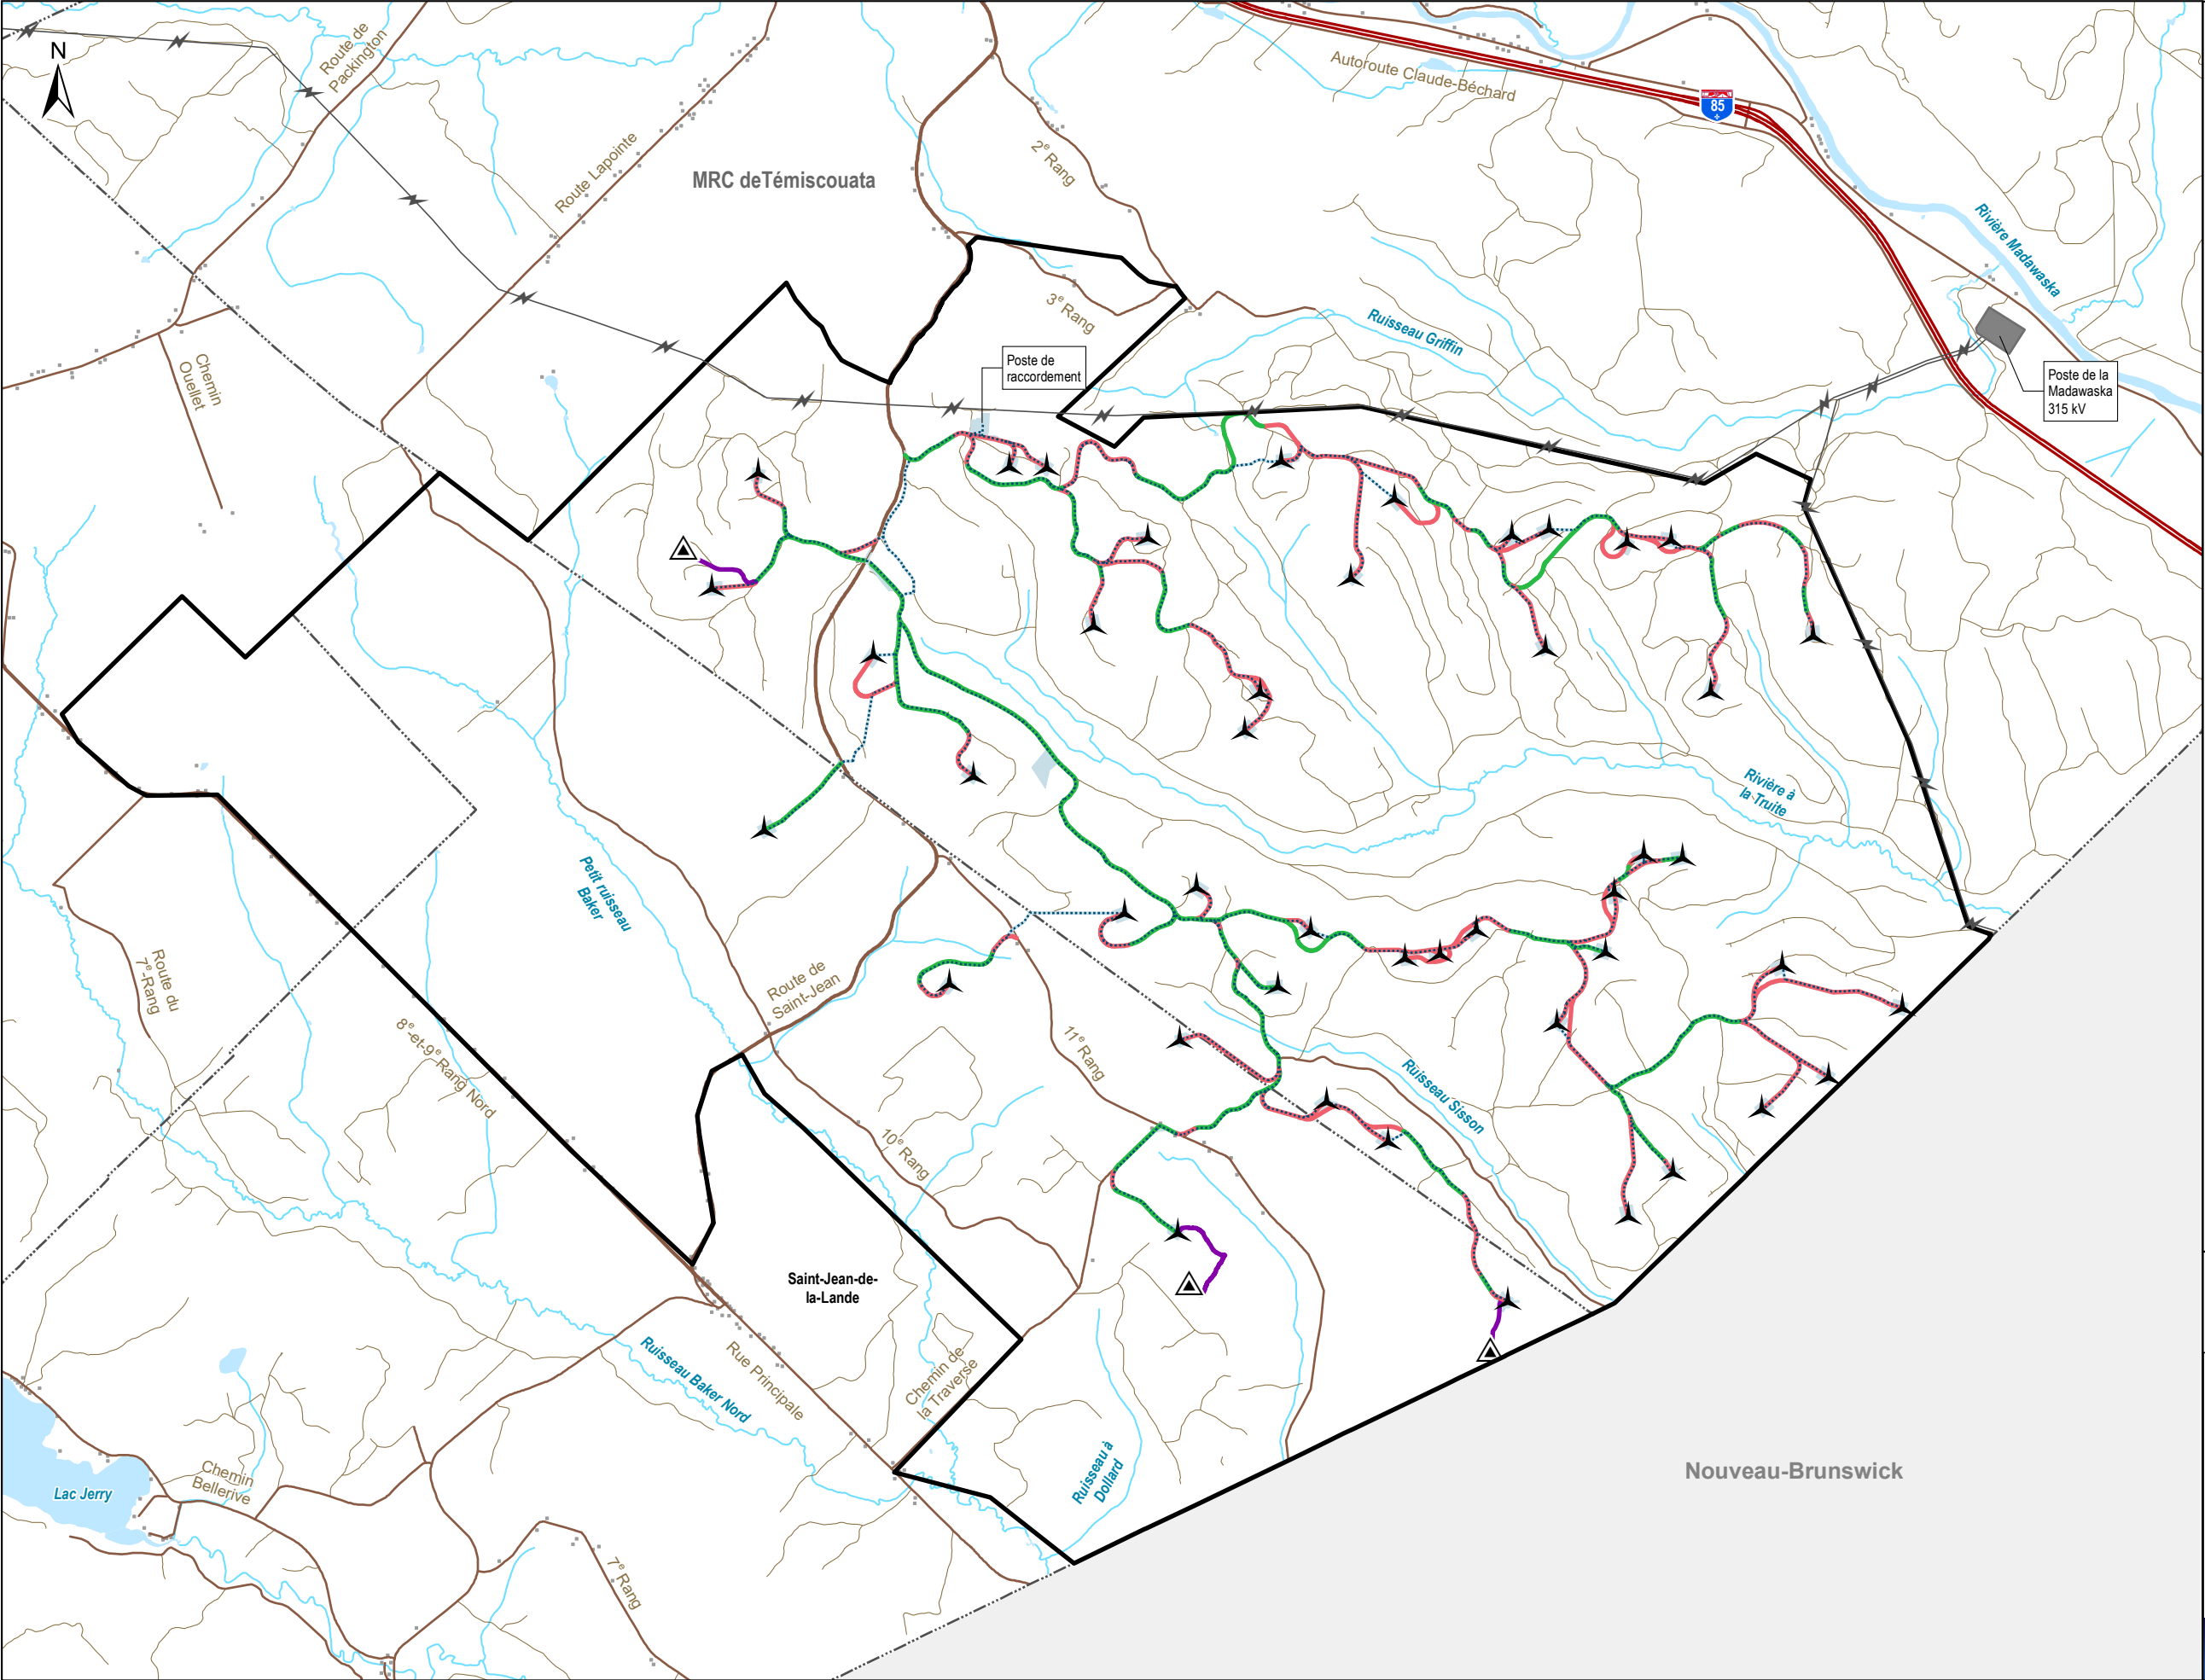 N
Route de
Packington
Autoroute Claude-Béchard
85
Route Lapointe
2e Rang
MRC deTémiscouata
Rivière Madawaska
3e Rang
Ruisseau Griffin
Chemin
Ouellet
Poste de
raccordement
Poste de la
Madawaska
315 kV
Rivière à
la Truite
Petit ruisseau
Baker
Route du
7e-Rang
Route de
Saint-Jean
8e-et-9e Rang Nord
11e Rang
Ruisseau Sisson
10e Rang
Saint-Jean-de-
la-Lande
Rue Principale
Ruisseau Baker Nord
Chemin de
la Traverse
Ruisseau à
Dollard
Nouveau-Brunswick
Chemin
Bellerive
Lac Jerry
7e Rang